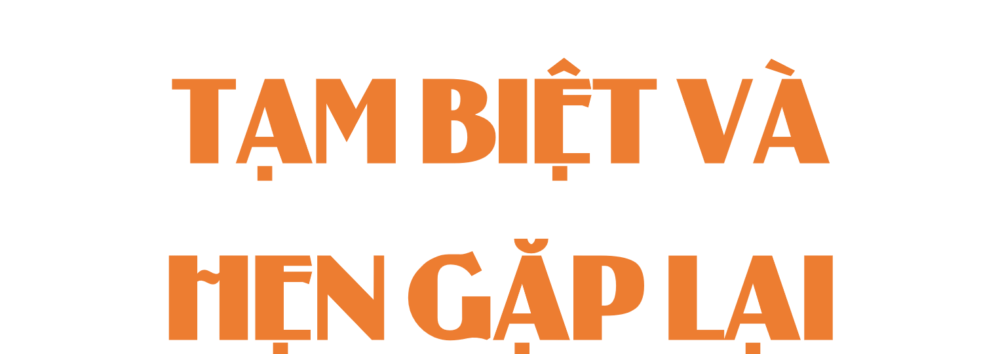 TẠM BIỆT VÀ
HẸN GẶP LẠI